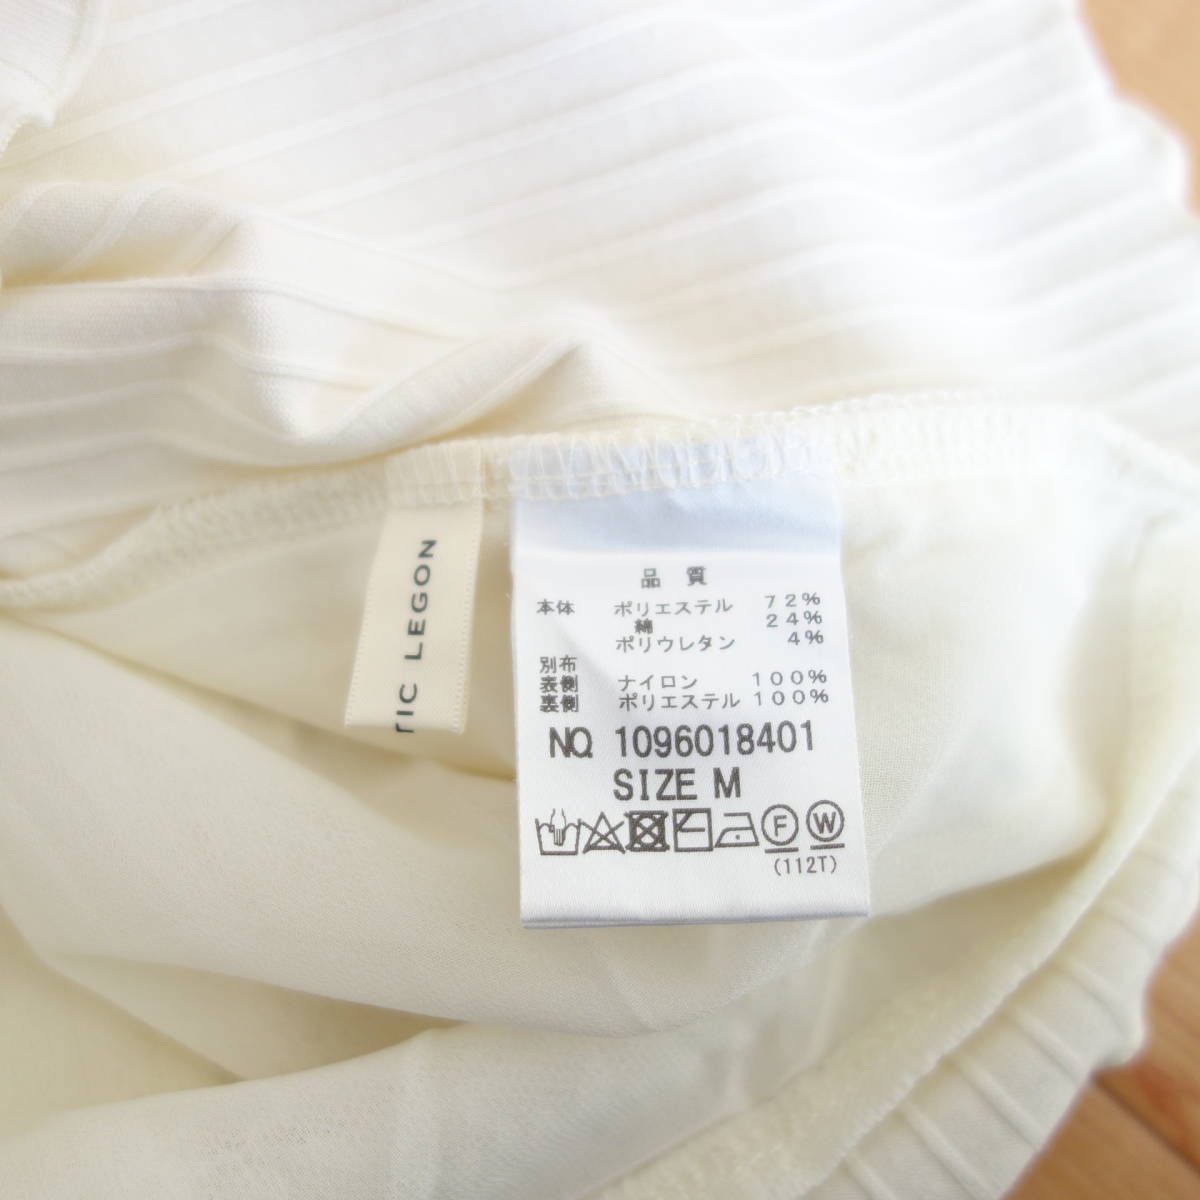 TIC LEGON
品質
本体 ポリエステル 72%
綿 24%
ポリウレタン 4%
別布
表側 ナイロン 100%
裏側 ポリエステル 100%
NO. 1096018401
SIZE M
F W
(112T)